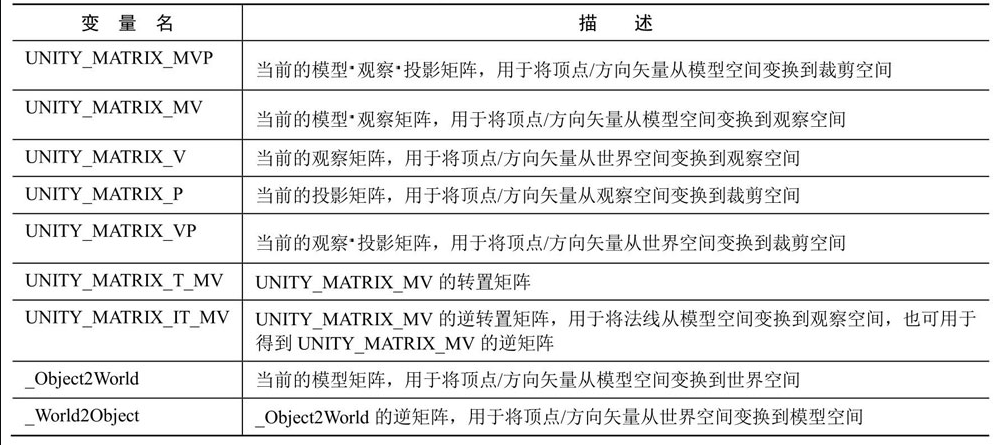 变 量 名 描 述
UNITY_MATRIX_MVP 当前的模型·观察·投影矩阵，用于将顶点/方向矢量从模型空间变换到裁剪空间
UNITY_MATRIX_MV 当前的模型·观察矩阵，用于将顶点/方向矢量从模型空间变换到观察空间
UNITY_MATRIX_V 当前的观察矩阵，用于将顶点/方向矢量从世界空间变换到观察空间
UNITY_MATRIX_P 当前的投影矩阵，用于将顶点/方向矢量从观察空间变换到裁剪空间
UNITY_MATRIX_VP 当前的观察·投影矩阵，用于将顶点/方向矢量从世界空间变换到裁剪空间
UNITY_MATRIX_T_MV UNITY_MATRIX_MV 的转置矩阵
UNITY_MATRIX_IT_MV UNITY_MATRIX_MV 的逆转置矩阵，用于将法线从模型空间变换到观察空间，也可用于
得到 UNITY_MATRIX_MV 的逆矩阵
_Object2World 当前的模型矩阵，用于将顶点/方向矢量从模型空间变换到世界空间
_World2Object _Object2World 的逆矩阵，用于将顶点/方向矢量从世界空间变换到模型空间